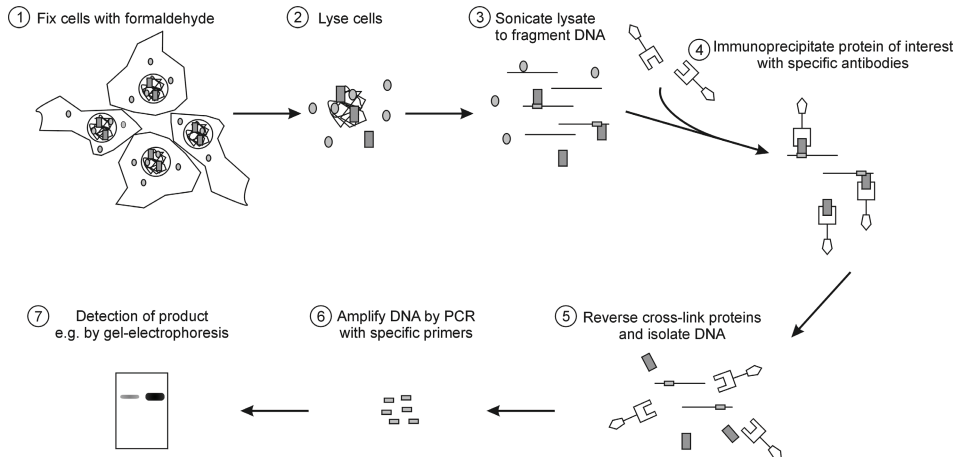 1 Fix cells with formaldehyde
2 Lyse cells
3 Sonicate lysate
to fragment DNA
4 Immunoprecipitate protein of interest
with specific antibodies
5 Reverse cross-link proteins
and isolate DNA
6 Amplify DNA by PCR
with specific primers
7 Detection of product
e.g. by gel-electrophoresis